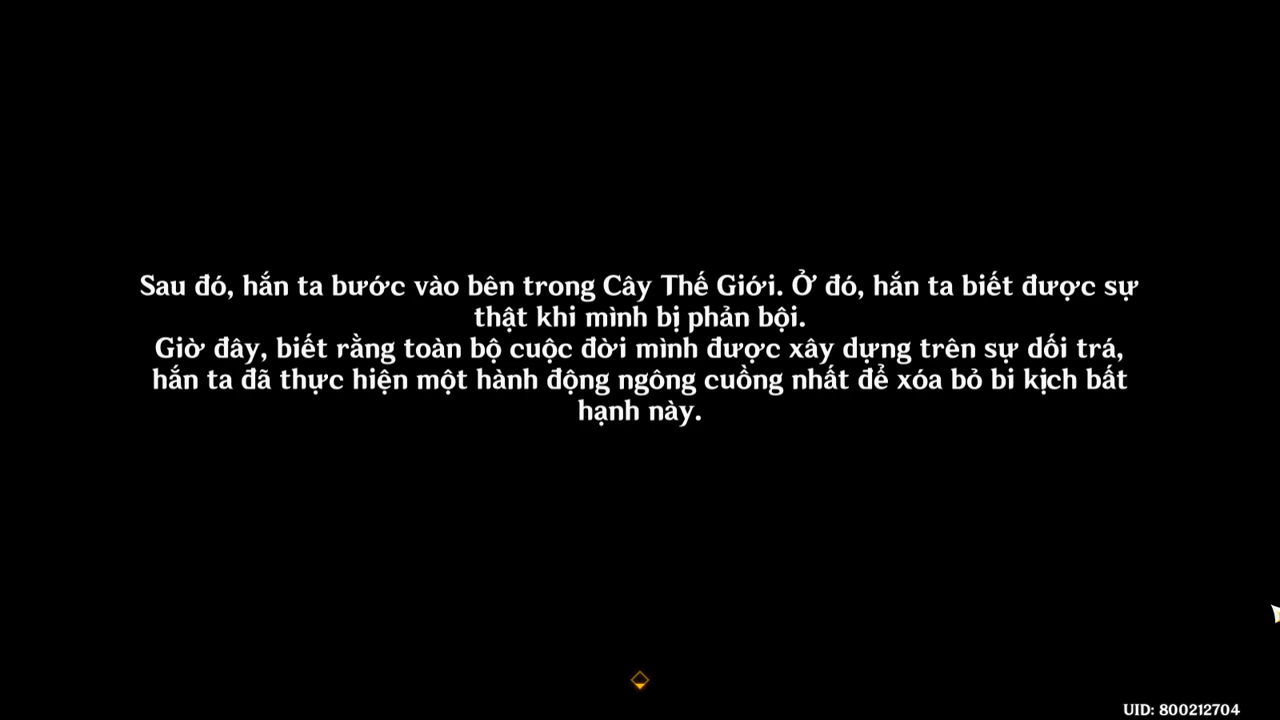 Sau đó, hắn ta bước vào bên trong Cây Thế Giới. Ở đó, hắn ta biết được sự
thật khi mình bị phản bội.
Giờ đây, biết rằng toàn bộ cuộc đời mình được xây dựng trên sự dối trá,
hắn ta đã thực hiện một hành động ngông cuồng nhất để xóa bỏ bi kịch bất
hạnh này.
UID: 800212704